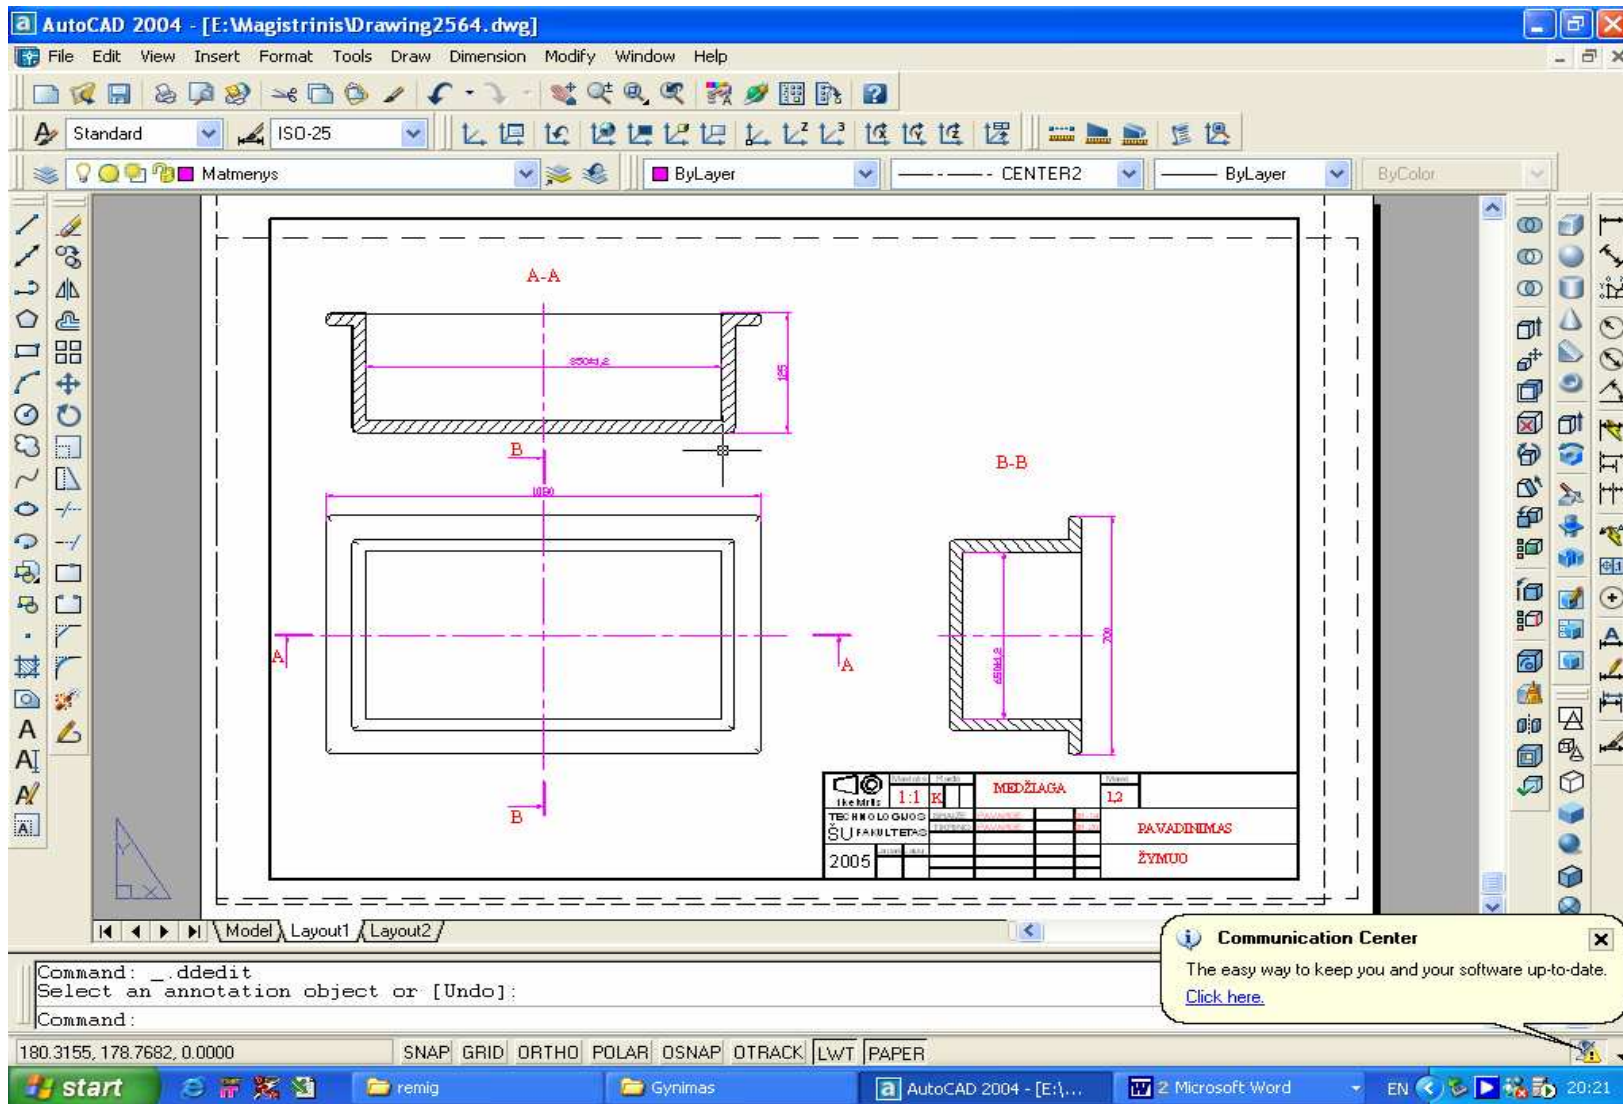 AutoCAD 2004 - [E:\Magistrinis\Drawing2564.dwg]
File Edit View Insert Format Tools Draw Dimension Modify Window Help
Standard ISO-25
Matmenys ByLayer CENTER2 ByLayer ByColor
A-A
125
B
B-B
700
A A
B
1:1 K MEDŽIAGA 1,2
TECHNOLOGIJOS
ŠU FAKULTETAS PAVADINIMAS
2005 ŽYMUO
Model Layout1 Layout2
Communication Center
The easy way to keep you and your software up-to-date.
Click here.
Command: _.ddedit
Select an annotation object or [Undo]:
Command:
180.3155, 178.7682, 0.0000 SNAP GRID ORTHO POLAR OSNAP OTRACK LWT PAPER
start remig Gynimas AutoCAD 2004 - [E:\... 2 Microsoft Word EN 20:21